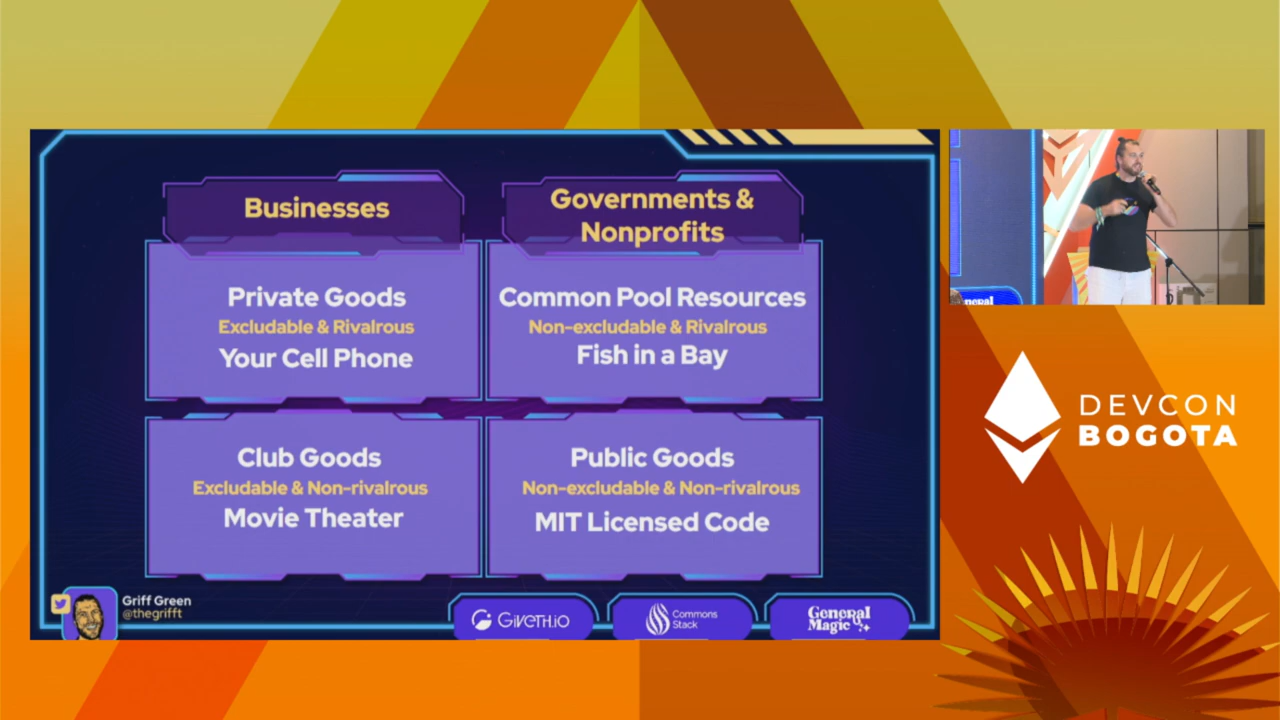 Businesses
Governments &
Nonprofits
Private Goods
Excludable & Rivalrous
Your Cell Phone
Common Pool Resources
Non-excludable & Rivalrous
Fish in a Bay
Club Goods
Excludable & Non-rivalrous
Movie Theater
Public Goods
Non-excludable & Non-rivalrous
MIT Licensed Code
Griff Green
@thegrifft
GIVETH.IO
Commons
Stack
General
Magic
DEVCON
BOGOTA